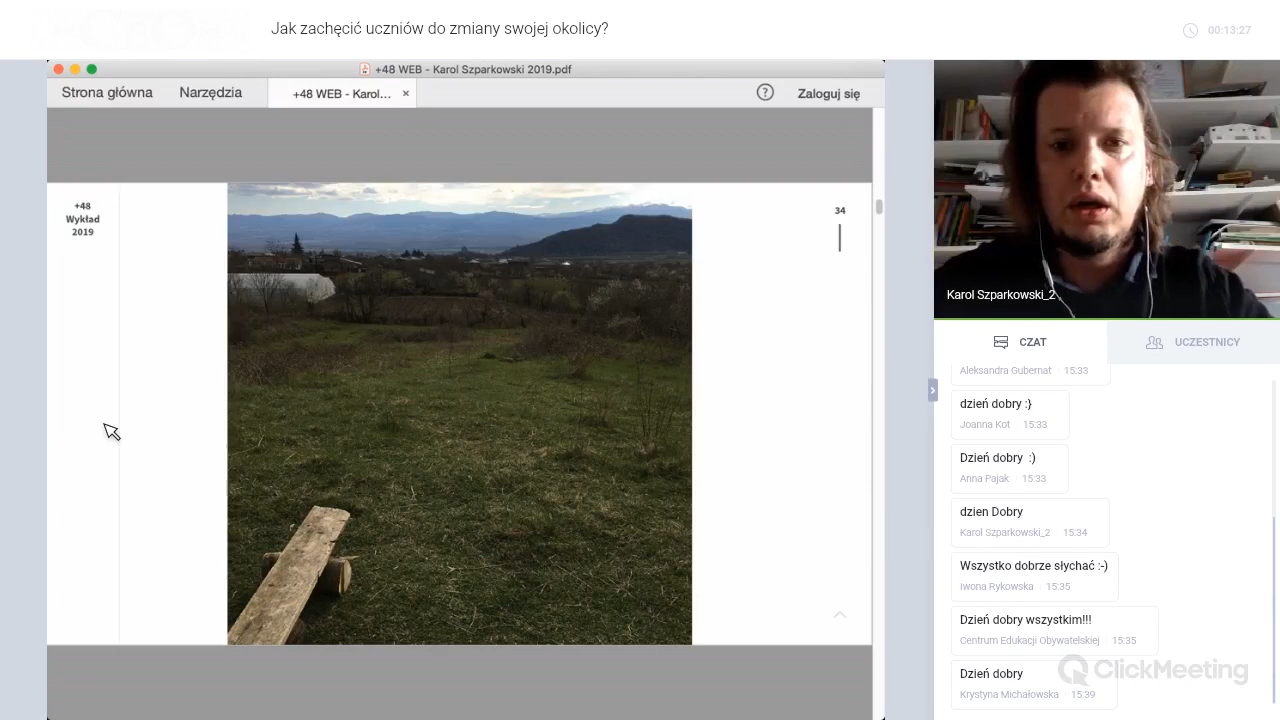 Jak zachęcić uczniów do zmiany swojej okolicy?
00:13:27
+48 WEB - Karol Szparkowski 2019.pdf
Strona główna
Narzędzia
+48 WEB - Karol...
×
?
Zaloguj się
+48
Wykład
2019
34
Karol Szparkowski_2
CZAT
UCZESTNICY
Aleksandra Gubernat 15:33
dzień dobry :}
Joanna Kot 15:33
Dzień dobry :)
Anna Pajak 15:33
dzien Dobry
Karol Szparkowski_2 15:34
Wszystko dobrze słychać :-)
Iwona Rykowska 15:35
Dzień dobry wszystkim!!!
Centrum Edukacji Obywatelskiej 15:35
Dzień dobry
Krystyna Michałowska 15:39
ClickMeeting